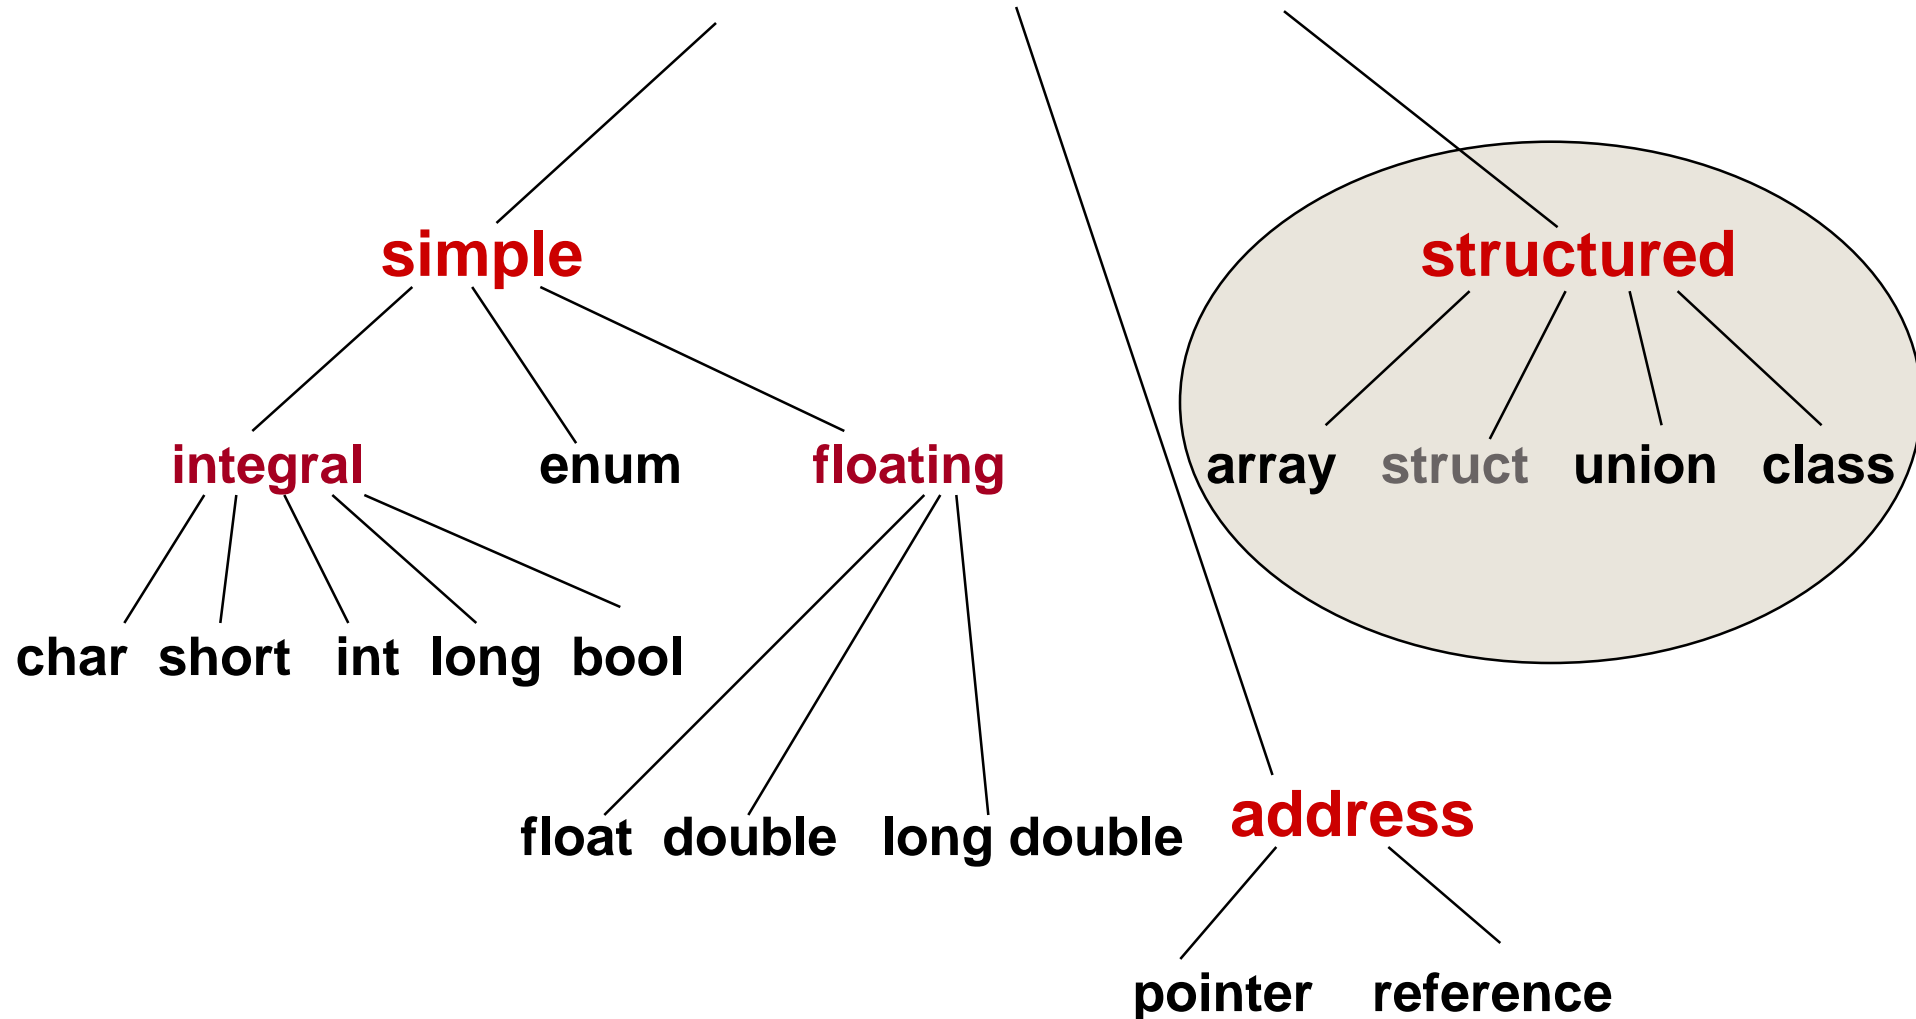 simple structured
integral enum floating array struct union class
char short int long bool
float double long double address
pointer reference